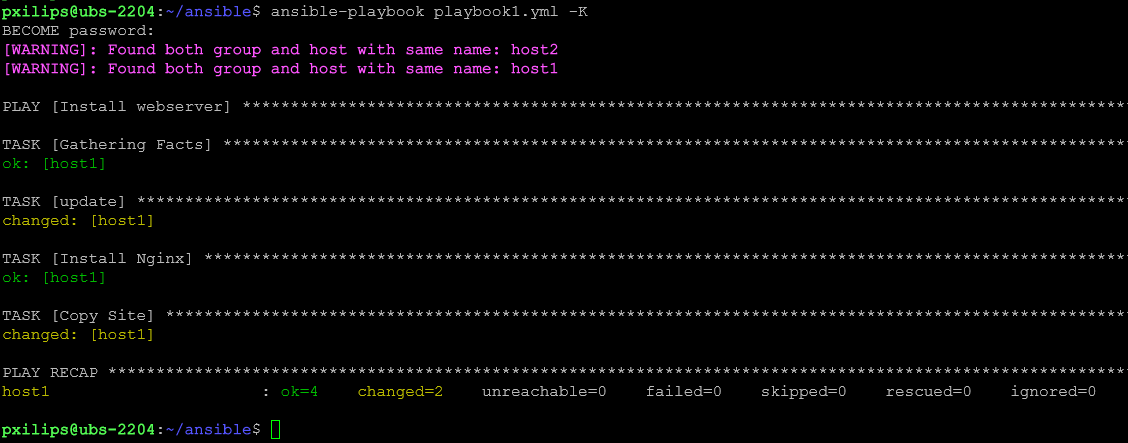 pxilips@ubs-2204:~/ansible$ ansible-playbook playbook1.yml -K
BECOME password:
[WARNING]: Found both group and host with same name: host2
[WARNING]: Found both group and host with same name: host1
PLAY [Install webserver] *********************************************************************************************
TASK [Gathering Facts] ***********************************************************************************************
ok: [host1]
TASK [update] ********************************************************************************************************
changed: [host1]
TASK [Install Nginx] *************************************************************************************************
ok: [host1]
TASK [Copy Site] *****************************************************************************************************
changed: [host1]
PLAY RECAP ***********************************************************************************************************
host1                      : ok=4    changed=2    unreachable=0    failed=0    skipped=0    rescued=0    ignored=0
pxilips@ubs-2204:~/ansible$